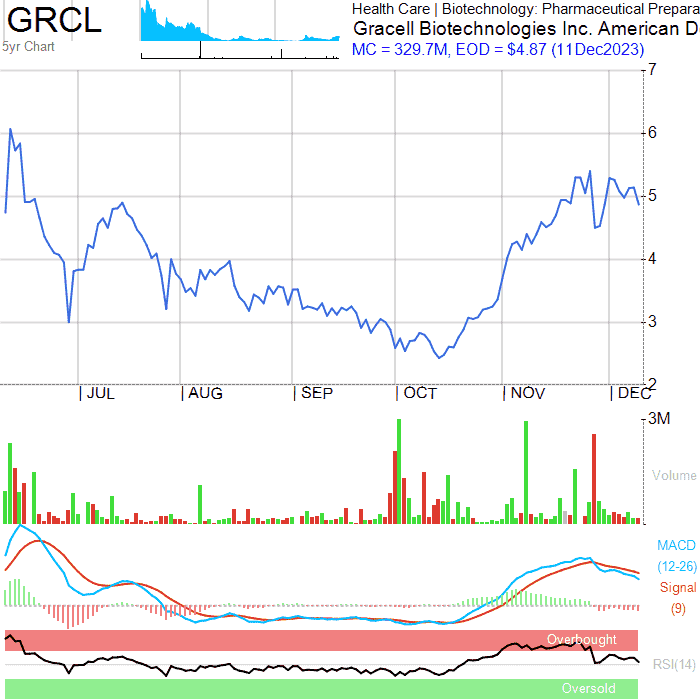 GRCL
5yr Chart
Health Care | Biotechnology: Pharmaceutical Prepara
Gracell Biotechnologies Inc. American D
MC = 329.7M, EOD = $4.87 (11Dec2023)
7
6
5
4
3
2
| JUL | AUG | SEP | OCT | NOV | DEC
3M
Volume
MACD
(12-26)
Signal
(9)
Overbought
RSI(14)
Oversold